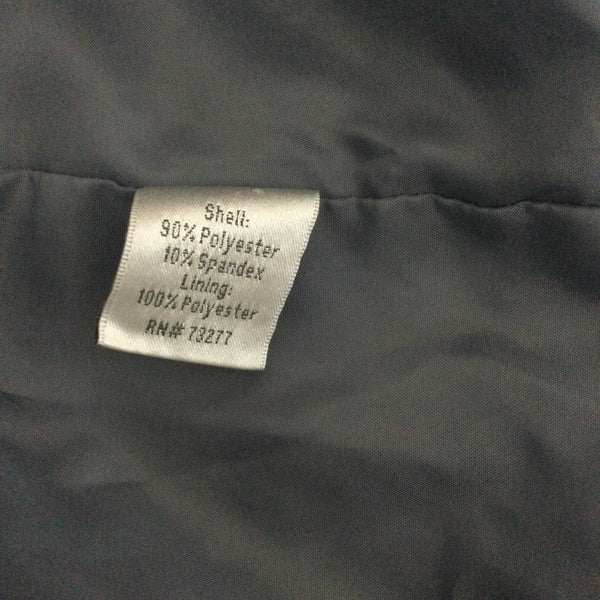 Shell:
90% Polyester
10% Spandex
Lining:
100% Polyester
RN# 73277